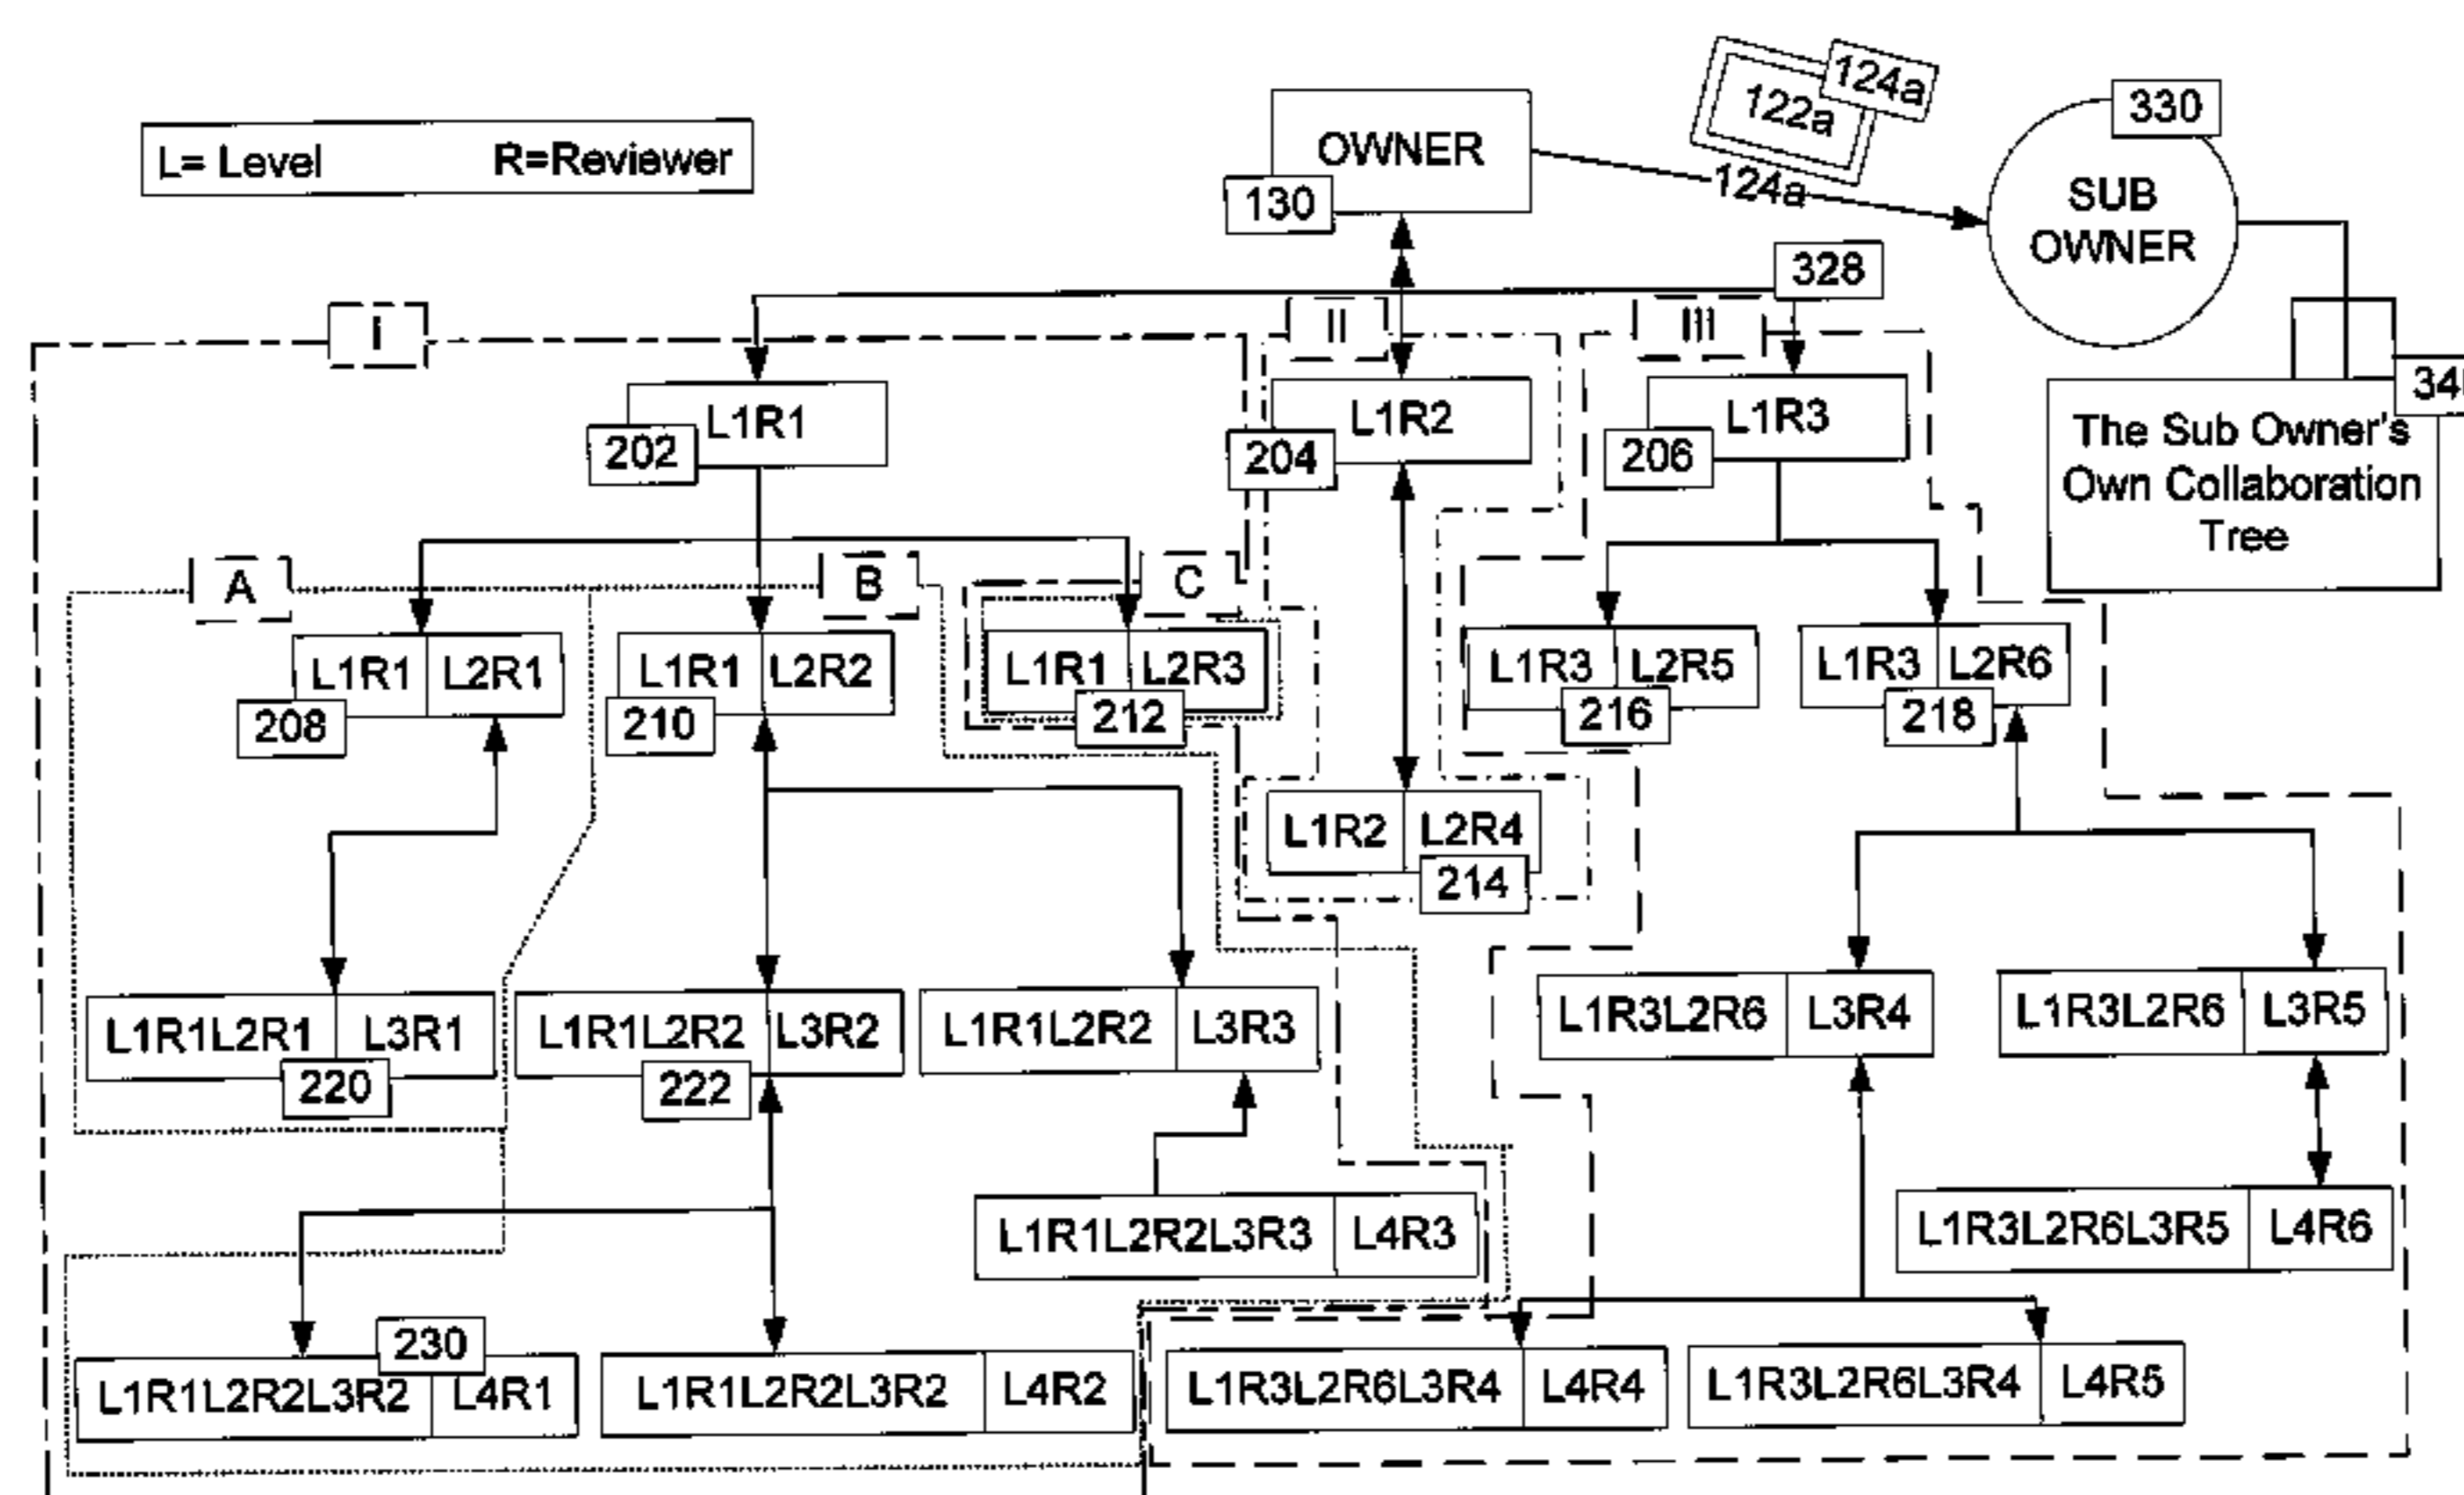 L= Level R=Reviewer
OWNER
130
122a
124a
124a
330
SUB
OWNER
328
I
II
III
L1R1
202
L1R2
204
L1R3
206
The Sub Owner's
Own Collaboration
Tree
A
B
C
L1R1 L2R1
208
L1R1 L2R2
210
L1R1 L2R3
212
L1R3 L2R5
216
L1R3 L2R6
218
L1R2 L2R4
214
L1R1L2R1 L3R1
220
L1R1L2R2 L3R2
222
L1R1L2R2 L3R3
L1R3L2R6 L3R4
L1R3L2R6 L3R5
L1R1L2R2L3R3 L4R3
L1R3L2R6L3R5 L4R6
230
L1R1L2R2L3R2 L4R1
L1R1L2R2L3R2 L4R2
L1R3L2R6L3R4 L4R4
L1R3L2R6L3R4 L4R5